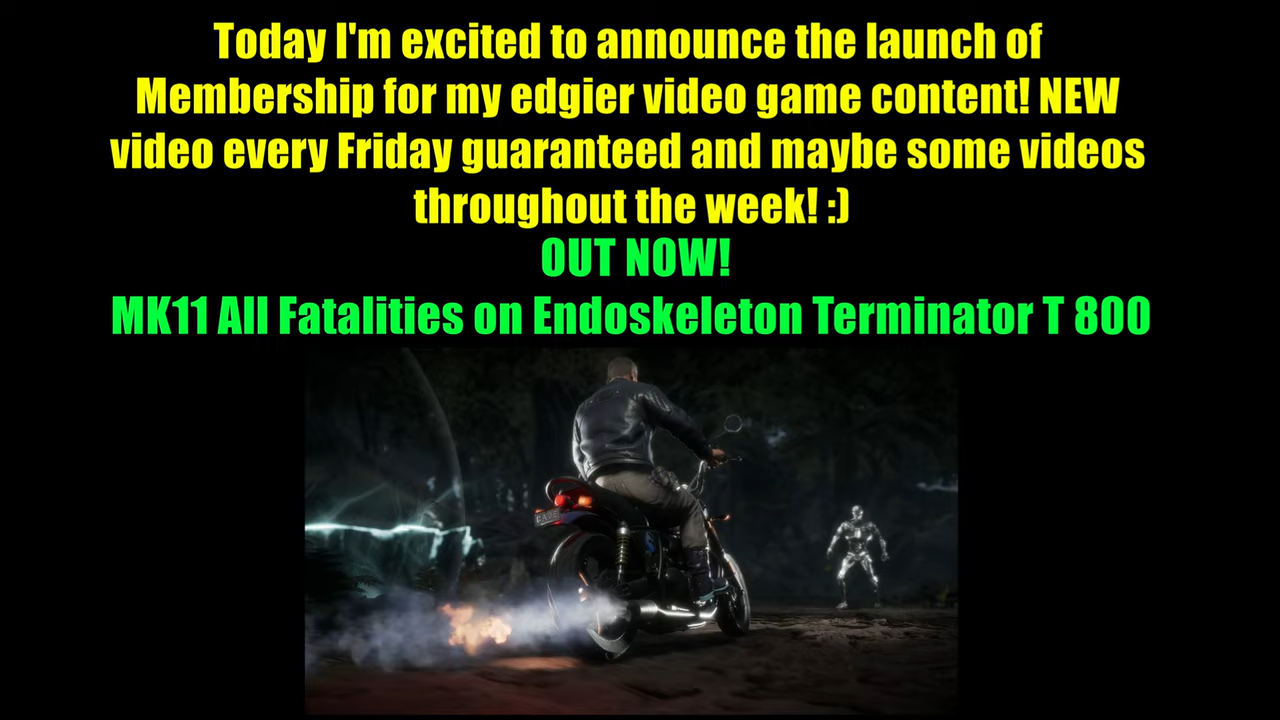 Today I'm excited to announce the launch of
Membership for my edgier video game content! NEW
video every Friday guaranteed and maybe some videos
throughout the week! :)
OUT NOW!
MK11 All Fatalities on Endoskeleton Terminator T 800
CAGE